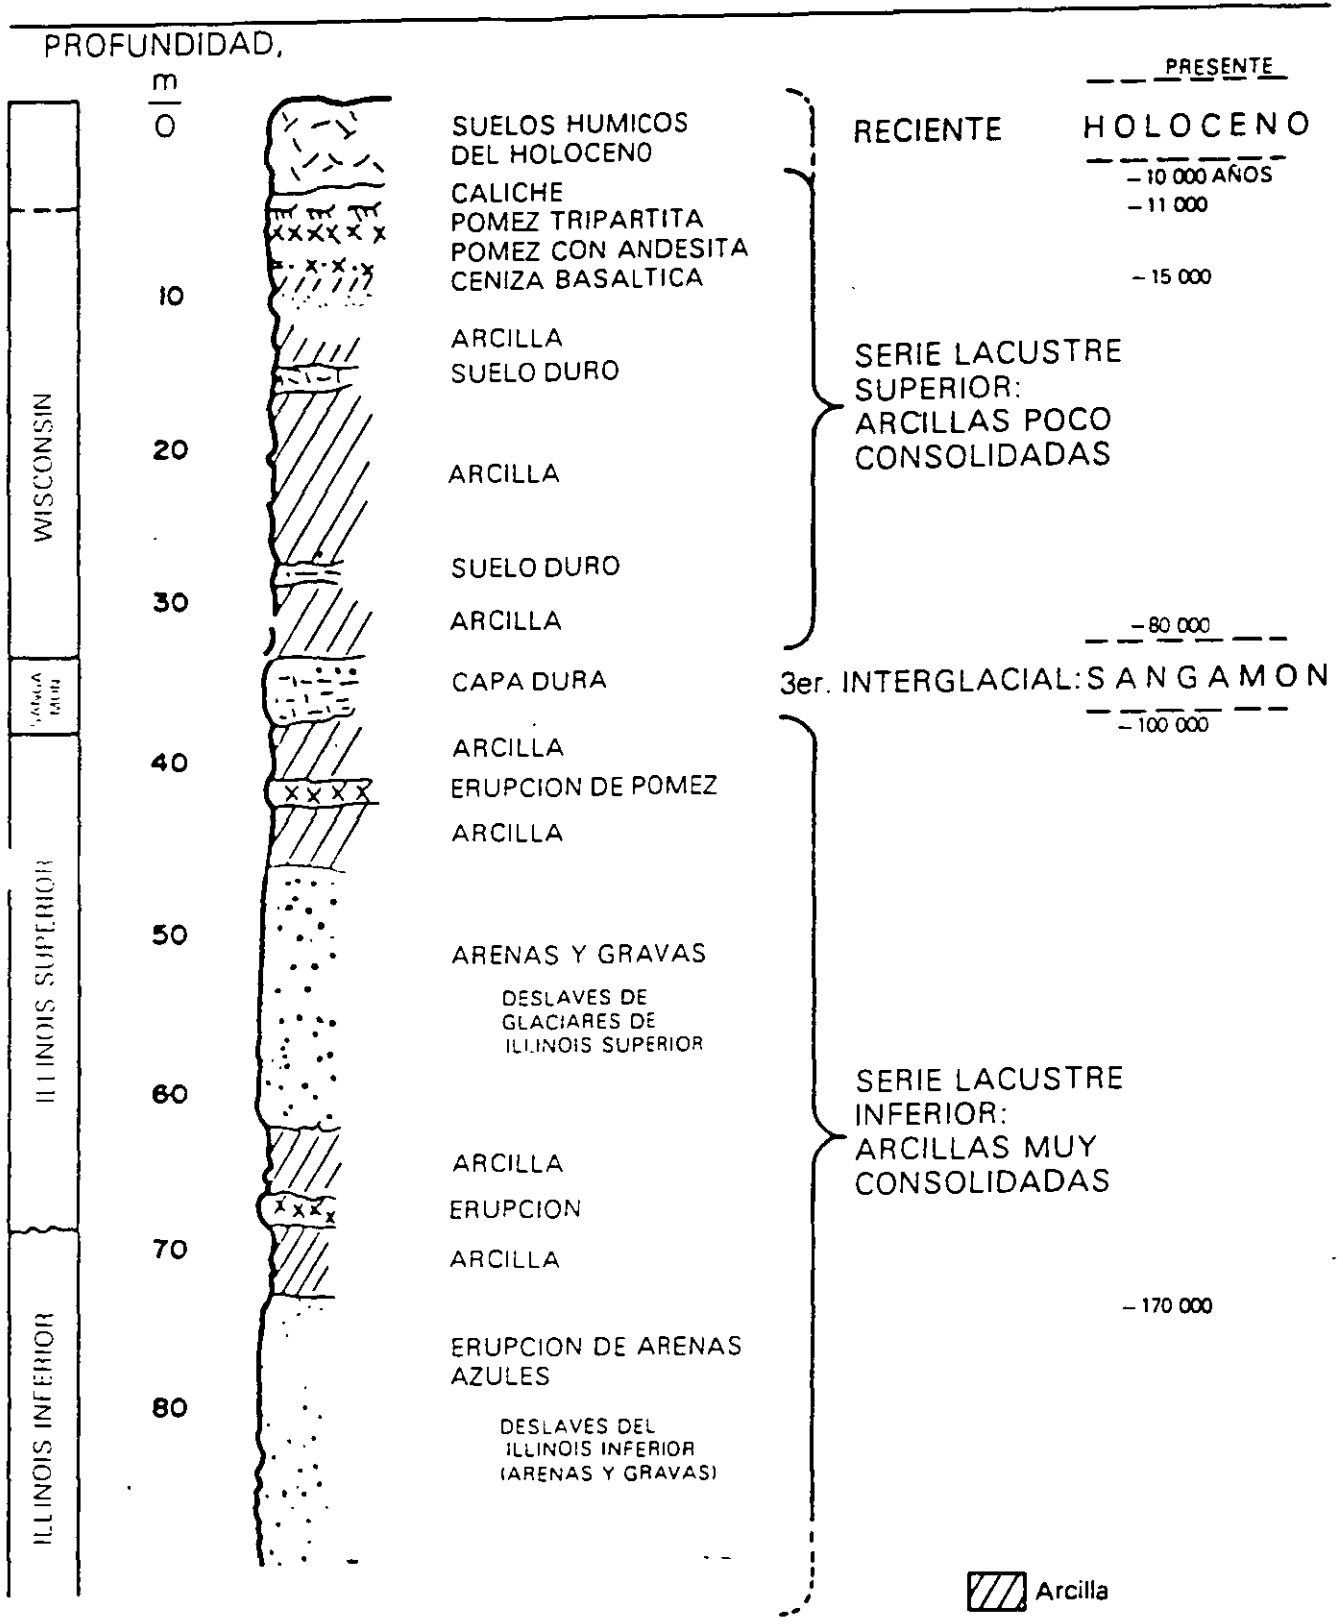 PROFUNDIDAD,
m
PRESENTE
0
SUELOS HUMICOS
DEL HOLOCENO
RECIENTE
HOLOCENO
CALICHE
– 10 000 AÑOS
POMEZ TRIPARTITA
– 11 000
POMEZ CON ANDESITA
CENIZA BASALTICA
– 15 000
10
ARCILLA
SUELO DURO
SERIE LACUSTRE
SUPERIOR:
ARCILLAS POCO
CONSOLIDADAS
WISCONSIN
20
ARCILLA
SUELO DURO
30
ARCILLA
– 80 000
SANGA
MON
CAPA DURA
3er. INTERGLACIAL: SANGAMON
– 100 000
40
ARCILLA
ERUPCION DE POMEZ
ARCILLA
ILLINOIS SUPERIOR
50
ARENAS Y GRAVAS
DESLAVES DE
GLACIARES DE
ILLINOIS SUPERIOR
60
SERIE LACUSTRE
INFERIOR:
ARCILLAS MUY
CONSOLIDADAS
ARCILLA
ERUPCION
70
ARCILLA
– 170 000
ILLINOIS INFERIOR
ERUPCION DE ARENAS
AZULES
80
DESLAVES DEL
ILLINOIS INFERIOR
(ARENAS Y GRAVAS)
Arcilla